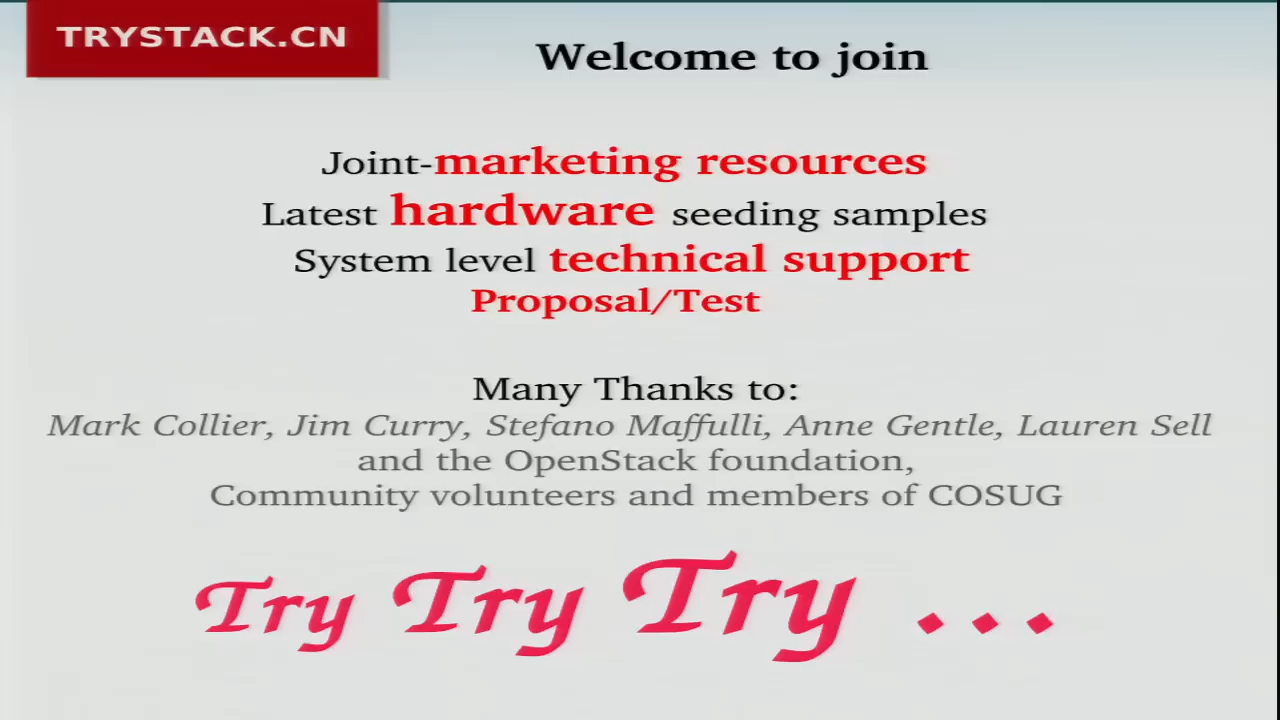 TRYSTACK.CN
Welcome to join
Joint-marketing resources
Latest hardware seeding samples
System level technical support
Proposal/Test
Many Thanks to:
Mark Collier, Jim Curry, Stefano Maffulli, Anne Gentle, Lauren Sell
and the OpenStack foundation,
Community volunteers and members of COSUG
Try Try Try ...